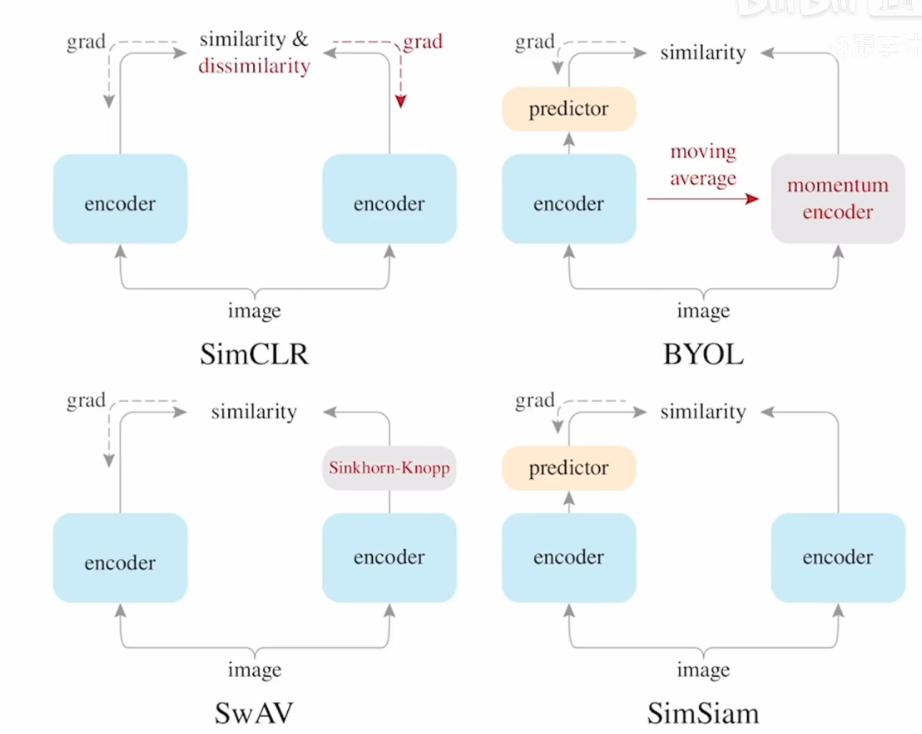 grad
similarity &
dissimilarity
grad
encoder
encoder
image
SimCLR
grad
similarity
predictor
encoder
moving
average
momentum
encoder
image
BYOL
grad
similarity
Sinkhorn-Knopp
encoder
encoder
image
SwAV
grad
similarity
predictor
encoder
encoder
image
SimSiam